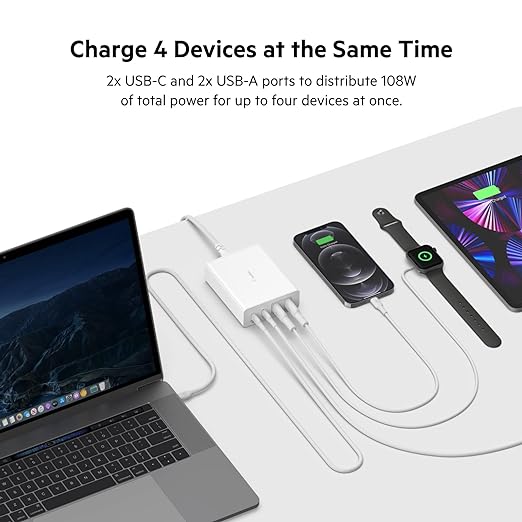 Charge 4 Devices at the Same Time
2x USB-C and 2x USB-A ports to distribute 108W
of total power for up to four devices at once.